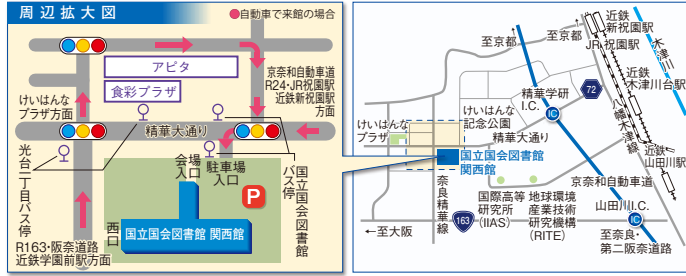 周辺拡大図
●自動車で来館の場合
アピタ
食彩プラザ
京奈和自動車道
R24・JR祝園駅
近鉄新祝園駅
方面
けいはんな
プラザ方面
精華大通り
光台一丁目バス停
会場
入口
駐車場
入口
P
国立国会図書館
バス停
西口
国立国会図書館 関西館
R163・阪奈道路
近鉄学園前駅方面
至京都
至京都
近鉄
新祝園駅
JR祝園駅
木津川
近鉄
木津川台駅
精華学研
I.C.
IC
72
八幡木津線
けいはんな
プラザ
けいはんな
記念公園
精華大通り
国立国会図書館
関西館
近鉄
山田川駅
京奈和自動車道
奈良精華線
国際高等
研究所
(IIAS)
地球環境
産業技術
研究機構
(RITE)
山田川I.C.
IC
163
←至大阪
至奈良・
第二阪奈道路